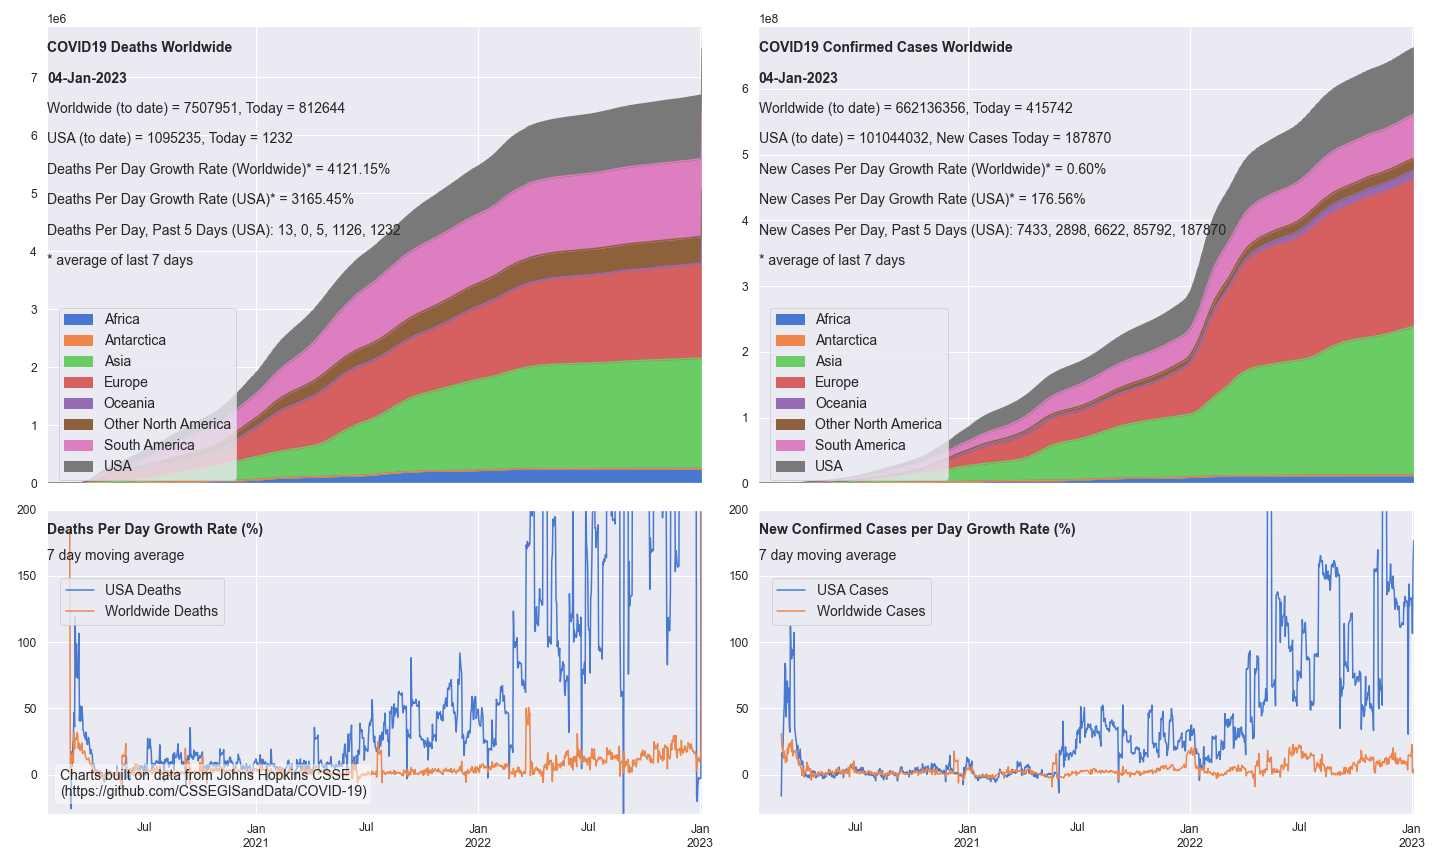 1e6
COVID19 Deaths Worldwide
04-Jan-2023
Worldwide (to date) = 7507951, Today = 812644
USA (to date) = 1095235, Today = 1232
Deaths Per Day Growth Rate (Worldwide)* = 4121.15%
Deaths Per Day Growth Rate (USA)* = 3165.45%
Deaths Per Day, Past 5 Days (USA): 13, 0, 5, 1126, 1232
* average of last 7 days
7
6
5
4
3
2
1
0
Africa
Antarctica
Asia
Europe
Oceania
Other North America
South America
USA
1e8
COVID19 Confirmed Cases Worldwide
04-Jan-2023
Worldwide (to date) = 662136356, Today = 415742
USA (to date) = 101044032, New Cases Today = 187870
New Cases Per Day Growth Rate (Worldwide)* = 0.60%
New Cases Per Day Growth Rate (USA)* = 176.56%
New Cases Per Day, Past 5 Days (USA): 7433, 2898, 6622, 85792, 187870
* average of last 7 days
6
5
4
3
2
1
0
Africa
Antarctica
Asia
Europe
Oceania
Other North America
South America
USA
Deaths Per Day Growth Rate (%)
7 day moving average
USA Deaths
Worldwide Deaths
200
150
100
50
0
Charts built on data from Johns Hopkins CSSE
(https://github.com/CSSEGISandData/COVID-19)
Jul
Jan
2021
Jul
Jan
2022
Jul
Jan
2023
New Confirmed Cases per Day Growth Rate (%)
7 day moving average
USA Cases
Worldwide Cases
200
150
100
50
0
Jul
Jan
2021
Jul
Jan
2022
Jul
Jan
2023